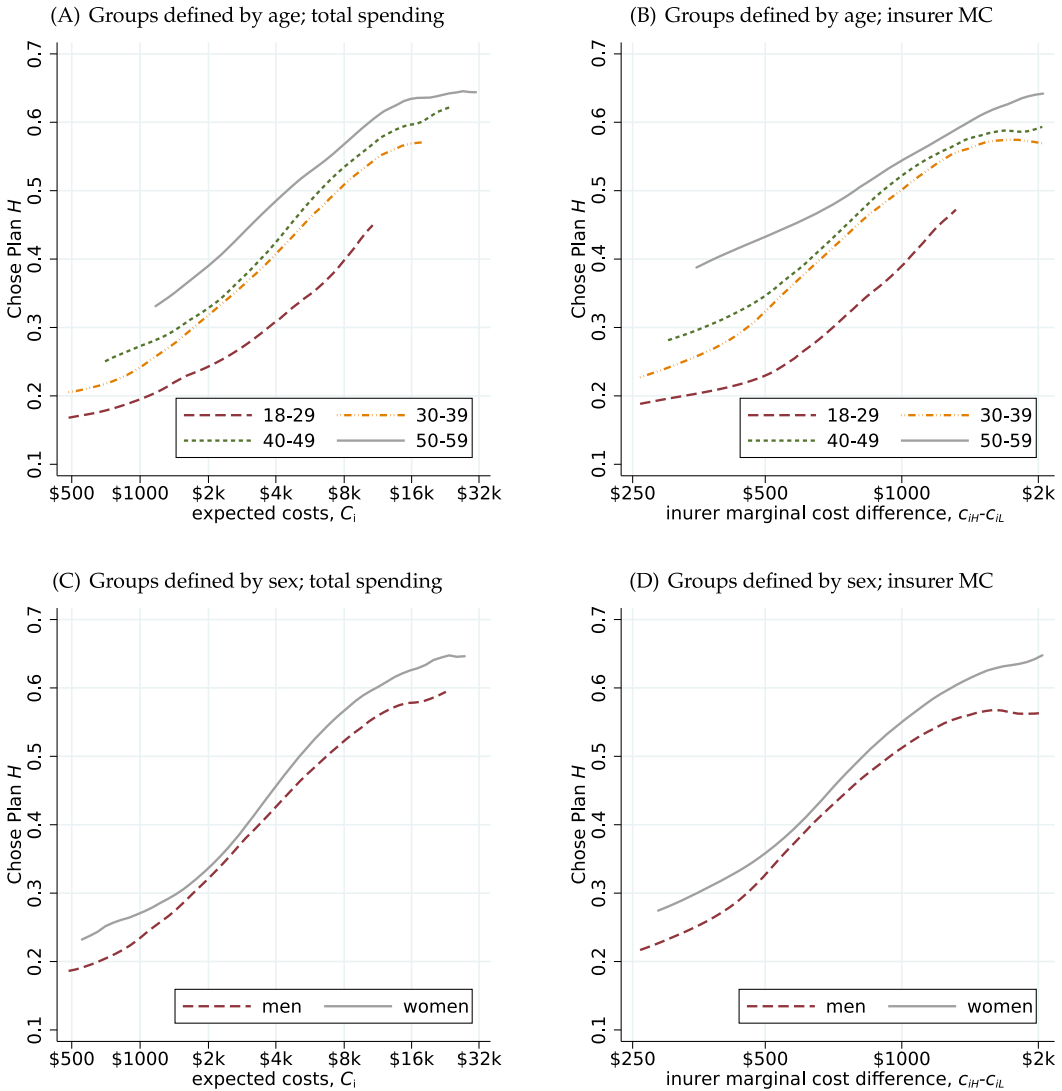 (A) Groups defined by age; total spending
Chose Plan H
0.7
0.6
0.5
0.4
0.3
0.2
0.1
18-29 30-39
40-49 50-59
$500 $1000 $2k $4k $8k $16k $32k
expected costs, Ci
(B) Groups defined by age; insurer MC
Chose Plan H
0.7
0.6
0.5
0.4
0.3
0.2
0.1
18-29 30-39
40-49 50-59
$250 $500 $1000 $2k
inurer marginal cost difference, ciH-ciL
(C) Groups defined by sex; total spending
Chose Plan H
0.7
0.6
0.5
0.4
0.3
0.2
0.1
men women
$500 $1000 $2k $4k $8k $16k $32k
expected costs, Ci
(D) Groups defined by sex; insurer MC
Chose Plan H
0.7
0.6
0.5
0.4
0.3
0.2
0.1
men women
$250 $500 $1000 $2k
inurer marginal cost difference, ciH-ciL